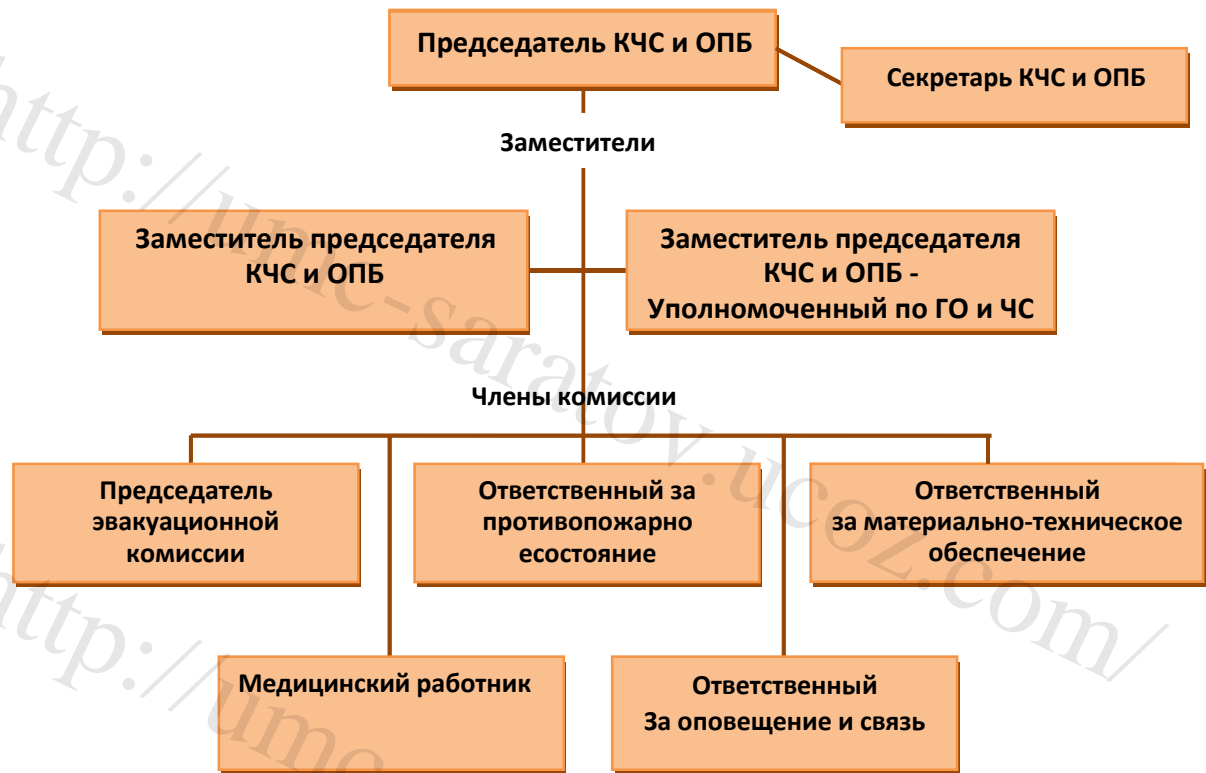 Председатель КЧС и ОПБ
Секретарь КЧС и ОПБ
Заместители
Заместитель председателя
КЧС и ОПБ
Заместитель председателя
КЧС и ОПБ -
Уполномоченный по ГО и ЧС
Члены комиссии
Председатель
эвакуационной
комиссии
Ответственный за
противопожарно
есостояние
Ответственный
за материально-техническое
обеспечение
Медицинский работник
Ответственный
За оповещение и связь
http://umc-saratov.ucoz.com/
http://umc